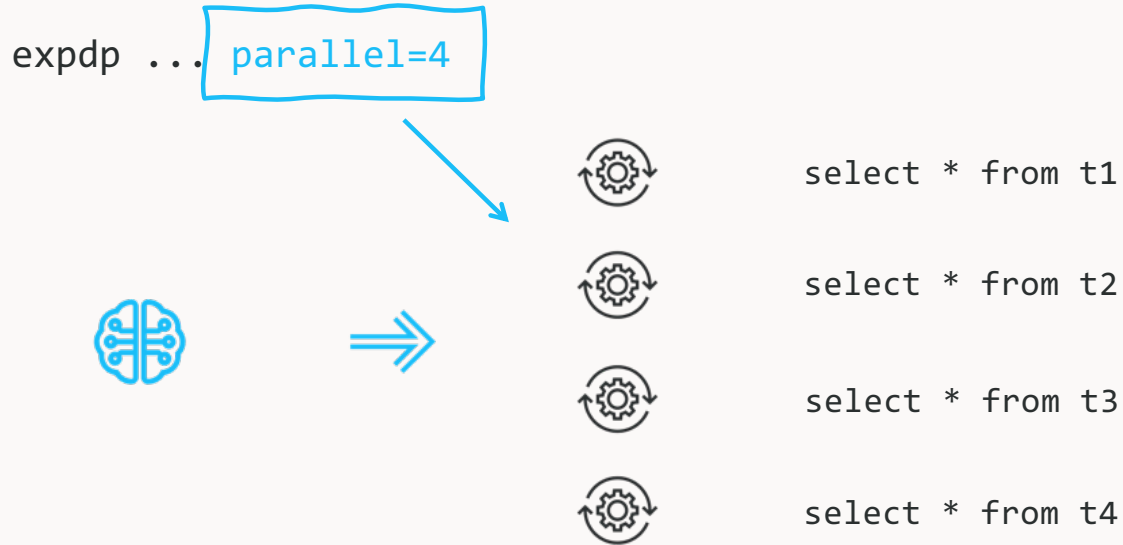 expdp ... parallel=4
select * from t1
select * from t2
select * from t3
select * from t4